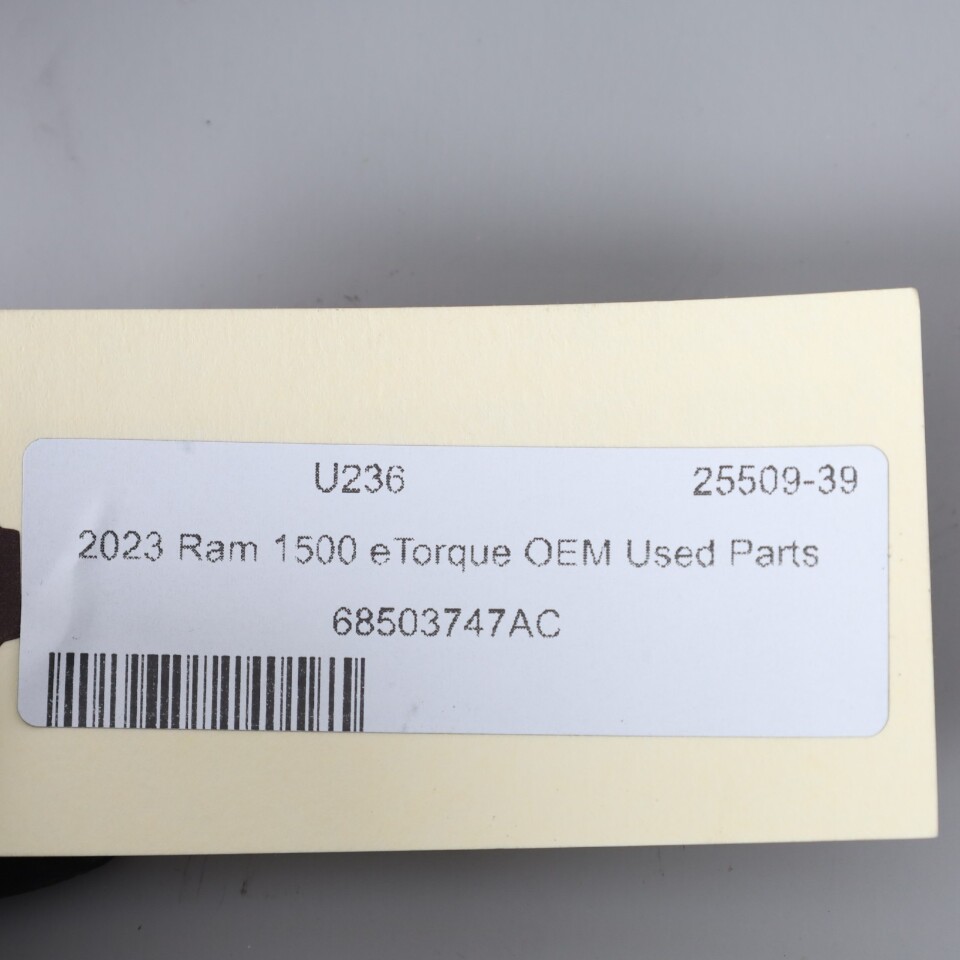 U236 25509-39
2023 Ram 1500 eTorque OEM Used Parts
68503747AC